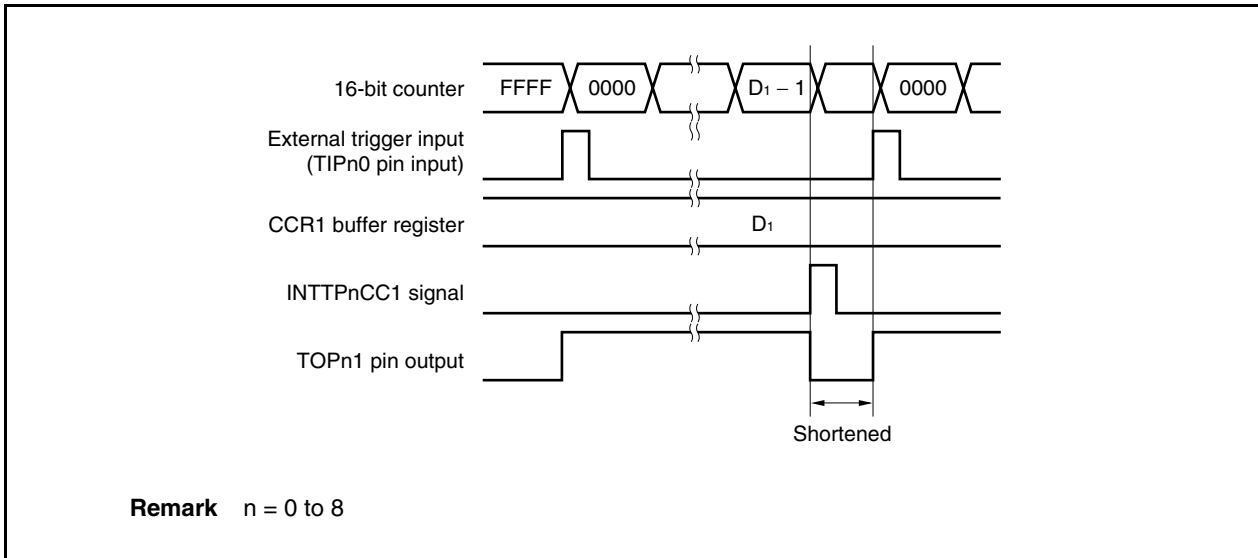 16-bit counter FFFF 0000 D₁ – 1 0000
External trigger input
(TIPn0 pin input)
CCR1 buffer register D₁
INTTPnCC1 signal
TOPn1 pin output
Shortened
Remark n = 0 to 8